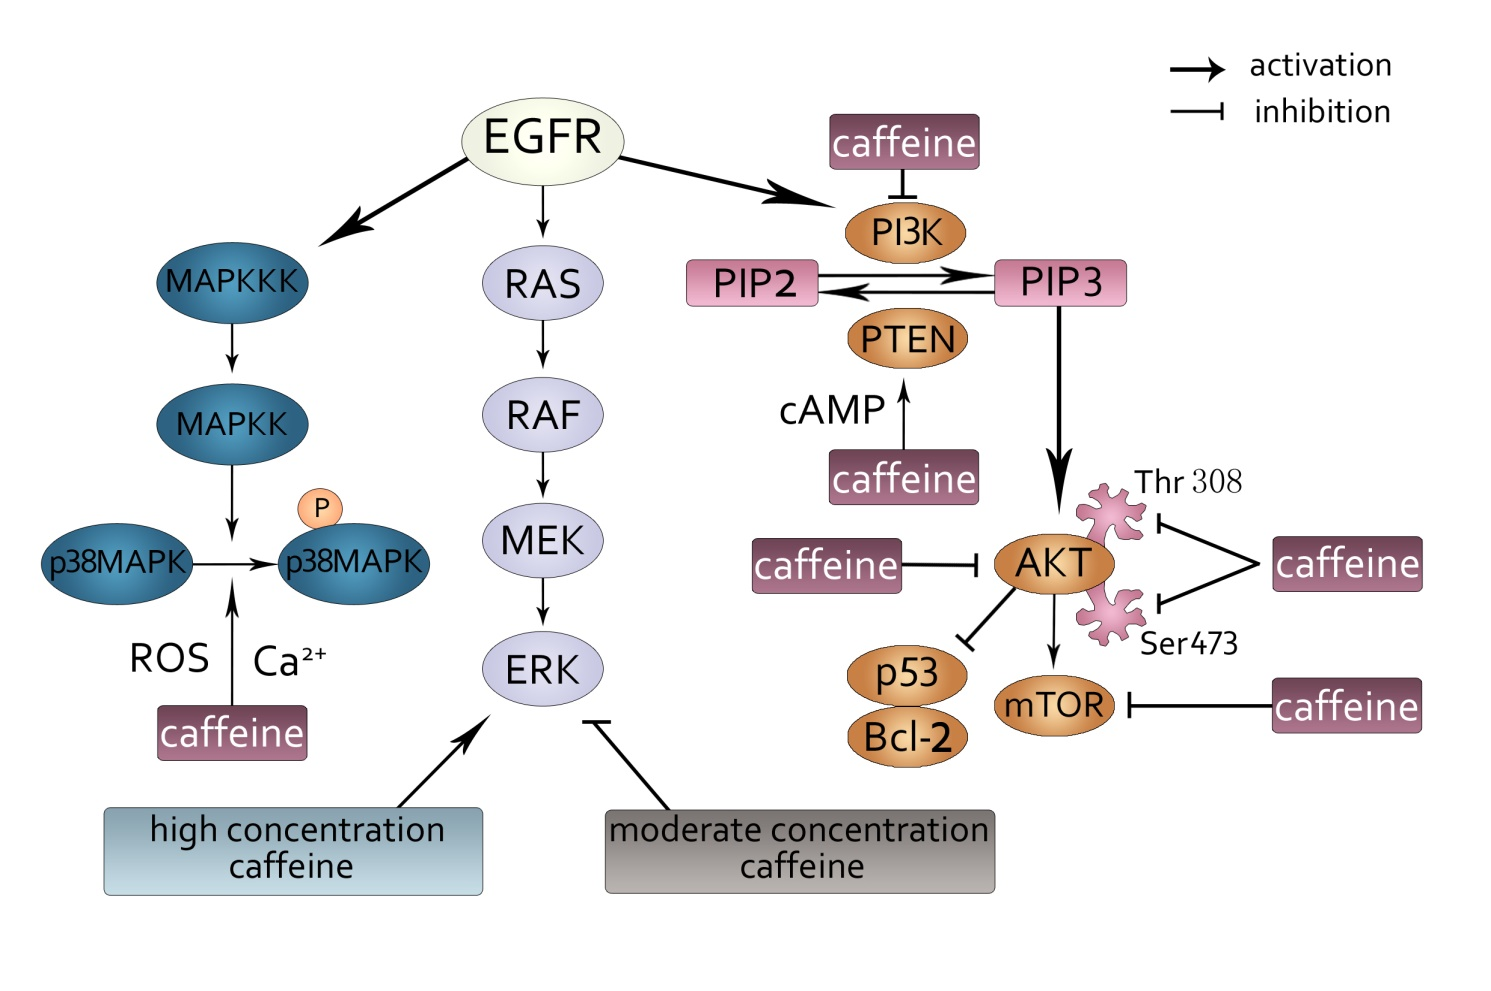 activation
inhibition
EGFR
caffeine
PI3K
MAPKKK
RAS
PIP2
PIP3
PTEN
MAPKK
RAF
cAMP
caffeine
Thr 308
P
MEK
p38MAPK
p38MAPK
caffeine
AKT
caffeine
Ser473
ROS
Ca²⁺
ERK
p53
mTOR
caffeine
caffeine
Bcl-2
high concentration
caffeine
moderate concentration
caffeine